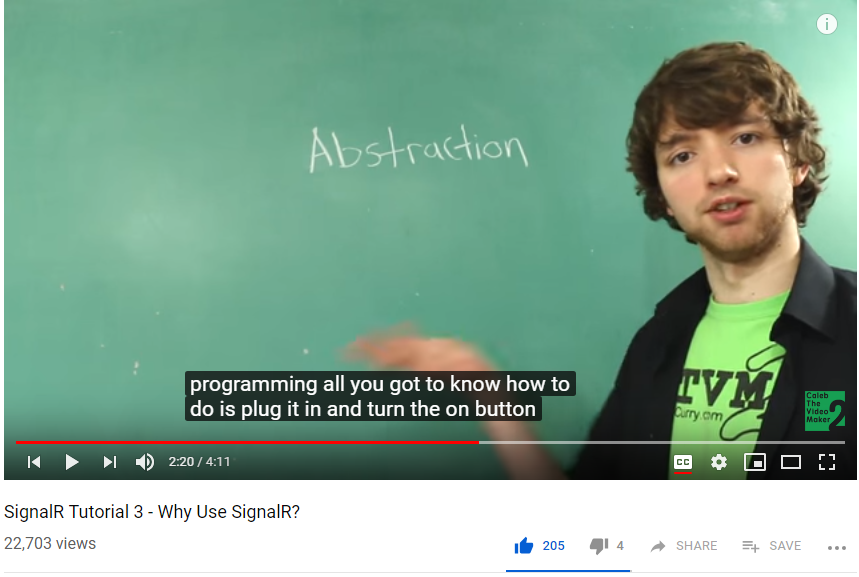 Abstraction
TVM2
Curry.com
programming all you got to know how to
do is plug it in and turn the on button
Caleb
The
Video
Maker 2
2:20 / 4:11
CC
SignalR Tutorial 3 - Why Use SignalR?
22,703 views
205
4
SHARE
SAVE